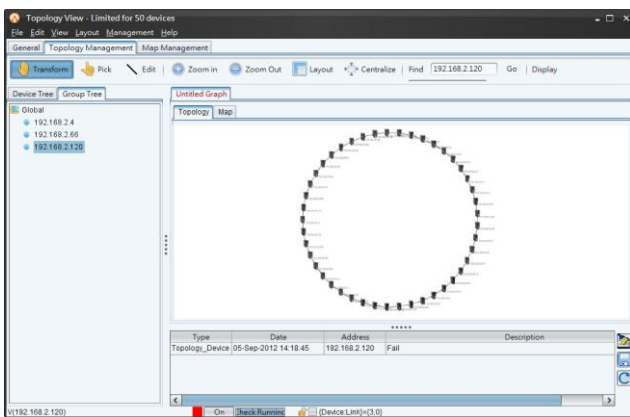 Topology View - Limited for 50 devices
File Edit View Layout Management Help
General Topology Management Map Management
Transform Pick Edit Zoom in Zoom Out Layout Centralize Find 192.168.2.120 Go Display
Device Tree Group Tree
Untitled Graph
Global
Topology Map
192.168.2.4
192.168.2.66
192.168.2.120
Type Date Address Description
Topology_Device 05-Sep-2012 14:18:45 192.168.2.120 Fail
V(192.168.2.120) On Check Running (Device:Link)=(3,0)